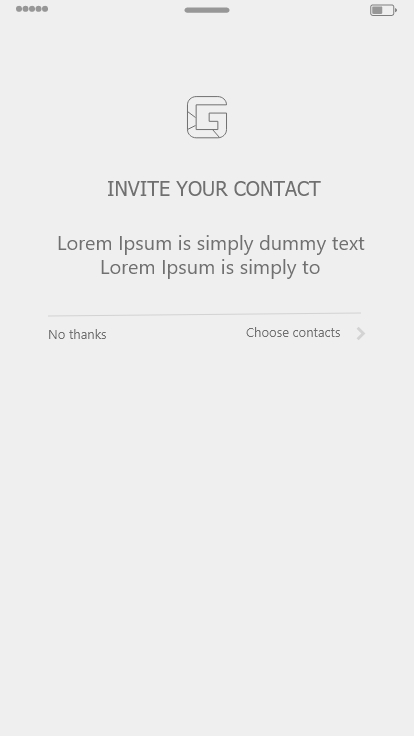 G
INVITE YOUR CONTACT
Lorem Ipsum is simply dummy text
Lorem Ipsum is simply to
No thanks
Choose contacts